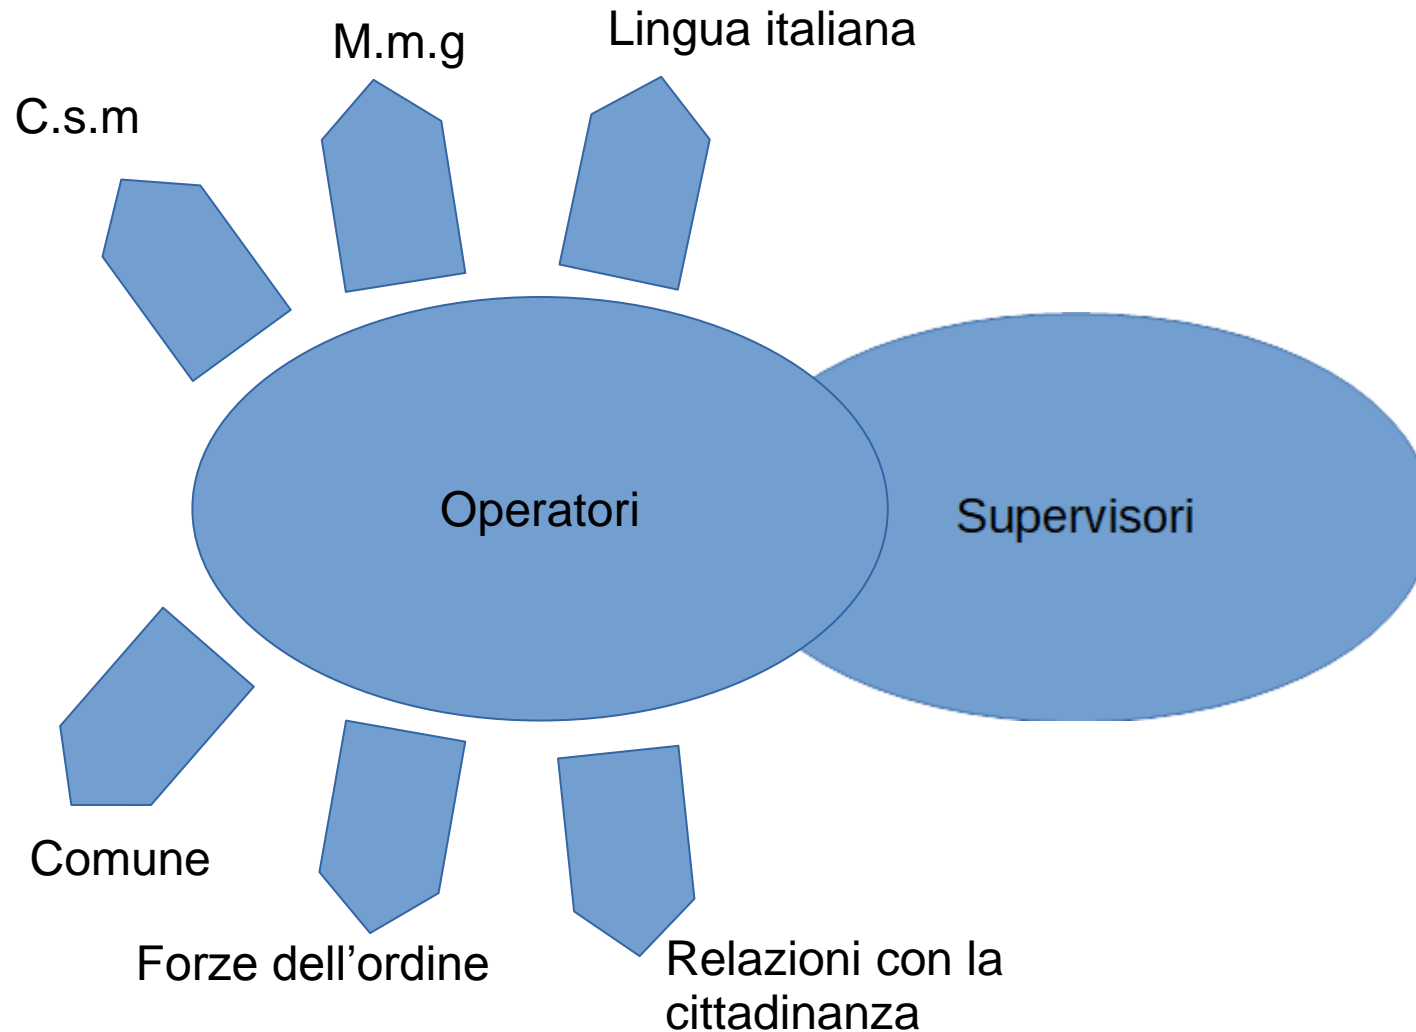 Lingua italiana
M.m.g
C.s.m
Operatori
Supervisori
Comune
Forze dell’ordine
Relazioni con la
cittadinanza